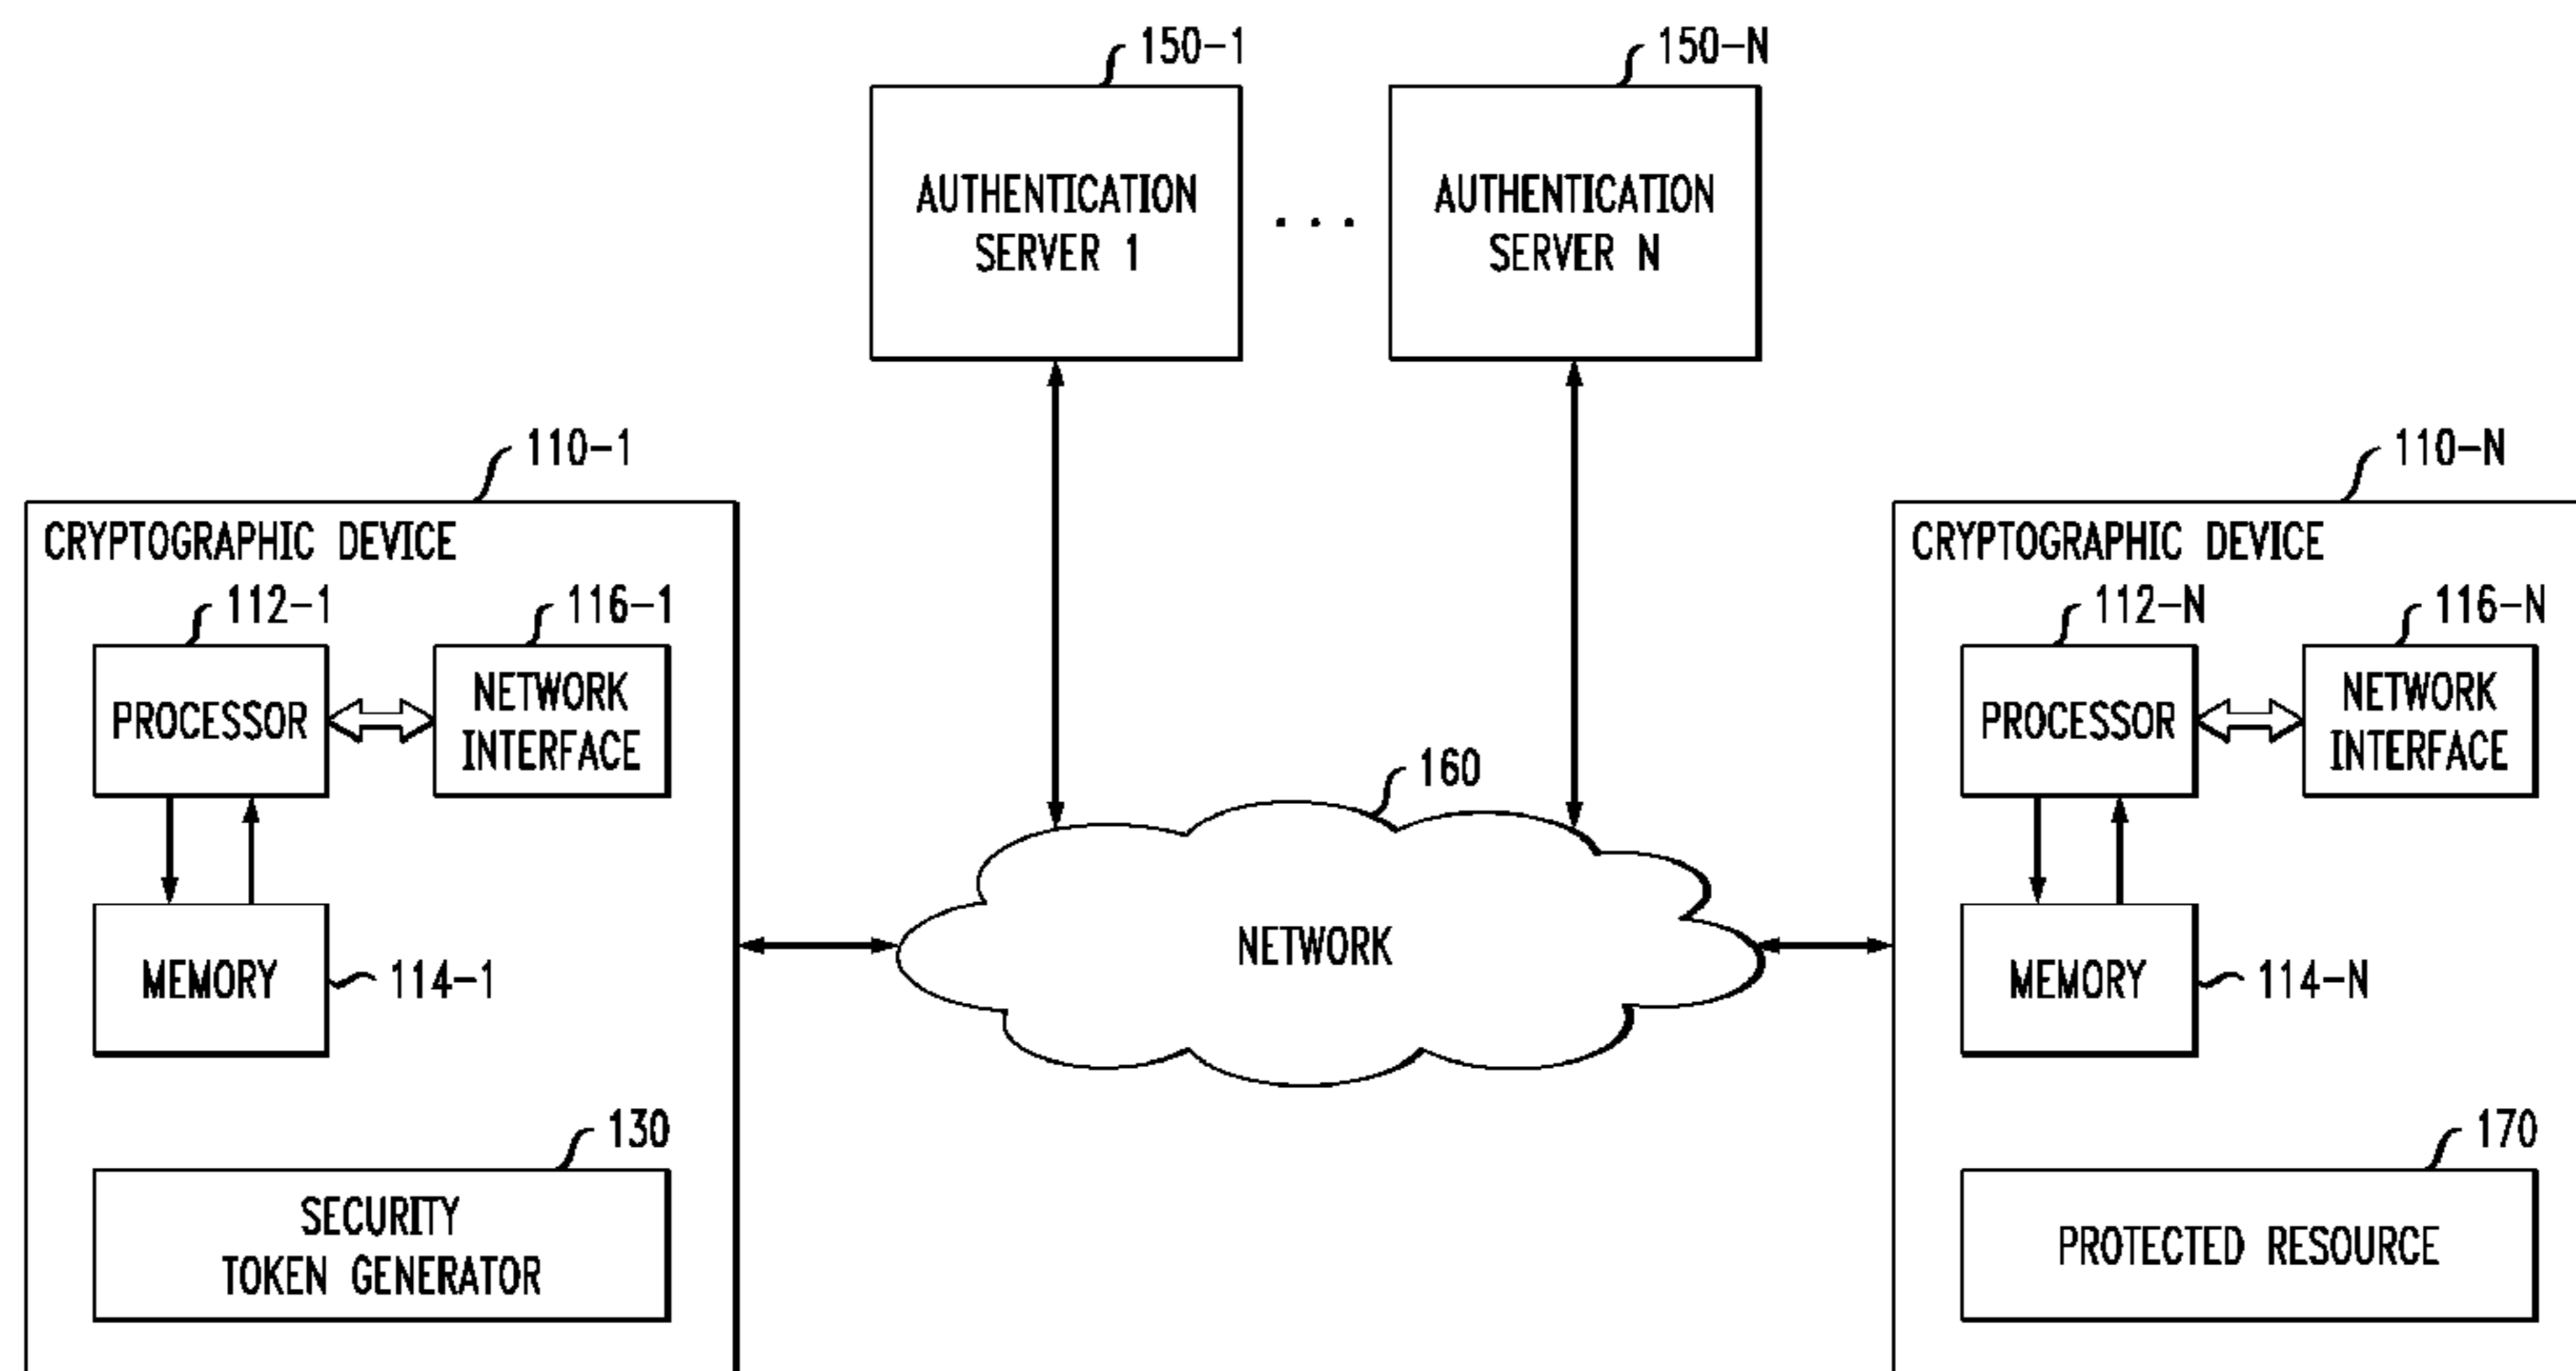 150-1
150-N
AUTHENTICATION
SERVER 1
. . .
AUTHENTICATION
SERVER N
110-1
CRYPTOGRAPHIC DEVICE
112-1
116-1
PROCESSOR
NETWORK
INTERFACE
MEMORY
114-1
130
SECURITY
TOKEN GENERATOR
160
NETWORK
110-N
CRYPTOGRAPHIC DEVICE
112-N
116-N
PROCESSOR
NETWORK
INTERFACE
MEMORY
114-N
170
PROTECTED RESOURCE